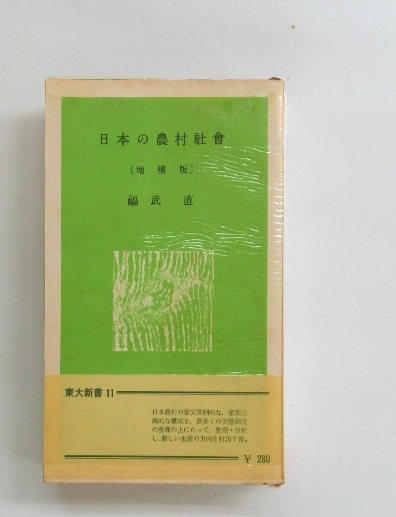 日本の農村社會
〔増補版〕
福武直
東大新書 11
日本農村の家父長制的な、家族主
義的な構成を、数多くの実態調査
の整理の上にたって、整理・分析
し、新しい生活の方向を打出す書。
¥ 280